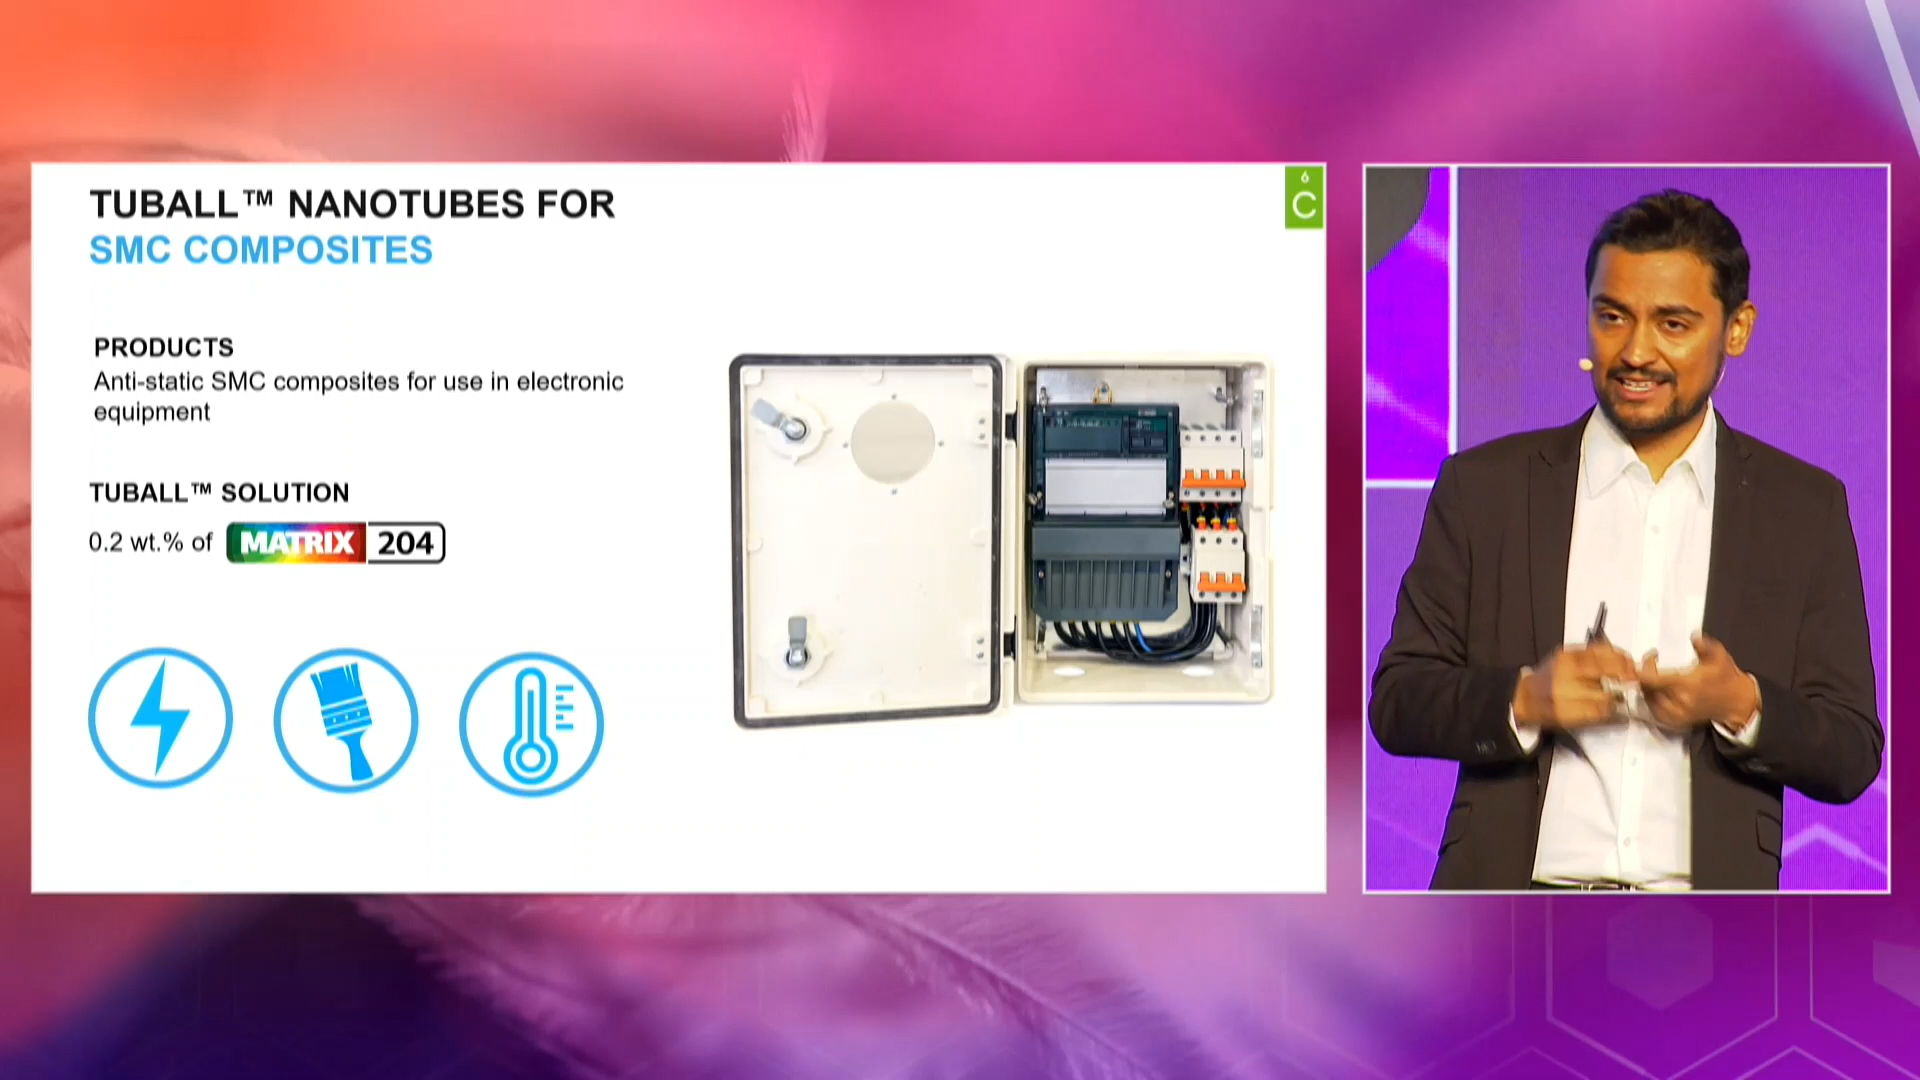 TUBALL™ NANOTUBES FOR
SMC COMPOSITES
6
C
PRODUCTS
Anti-static SMC composites for use in electronic
equipment
TUBALL™ SOLUTION
0.2 wt.% of MATRIX 204